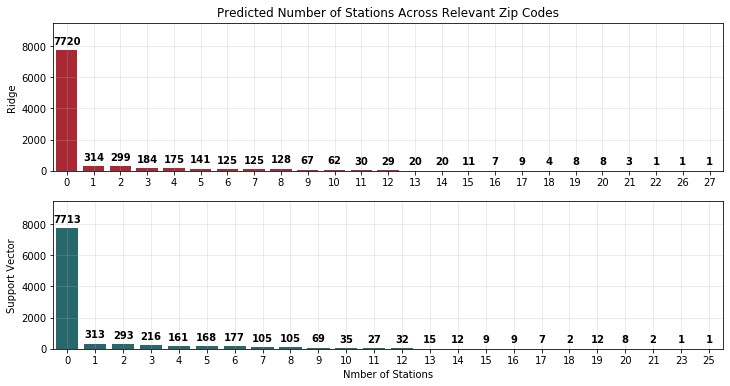 Predicted Number of Stations Across Relevant Zip Codes
8000
6000
4000
2000
0
Ridge
7720 314 299 184 175 141 125 125 128 67 62 30 29 20 20 11 7 9 4 8 8 3 1 1 1
0 1 2 3 4 5 6 7 8 9 10 11 12 13 14 15 16 17 18 19 20 21 22 26 27
8000
6000
4000
2000
0
Support Vector
7713 313 293 216 161 168 177 105 105 69 35 27 32 15 12 9 9 7 2 12 8 2 1 1
0 1 2 3 4 5 6 7 8 9 10 11 12 13 14 15 16 17 18 19 20 21 23 25
Nmber of Stations